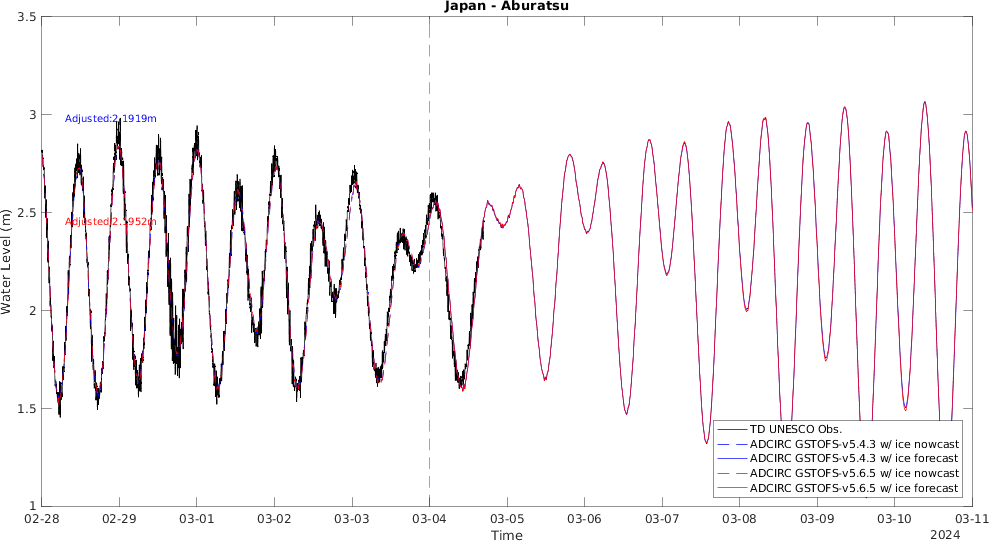 Japan - Aburatsu
3.5
3
2.5
2
1.5
1
Water Level (m)
Adjusted:2.1919m
Adjusted:2.1952m
TD UNESCO Obs.
ADCIRC GSTOFS-v5.4.3 w/ ice nowcast
ADCIRC GSTOFS-v5.4.3 w/ ice forecast
ADCIRC GSTOFS-v5.6.5 w/ ice nowcast
ADCIRC GSTOFS-v5.6.5 w/ ice forecast
02-28 02-29 03-01 03-02 03-03 03-04 03-05 03-06 03-07 03-08 03-09 03-10 03-11
Time
2024